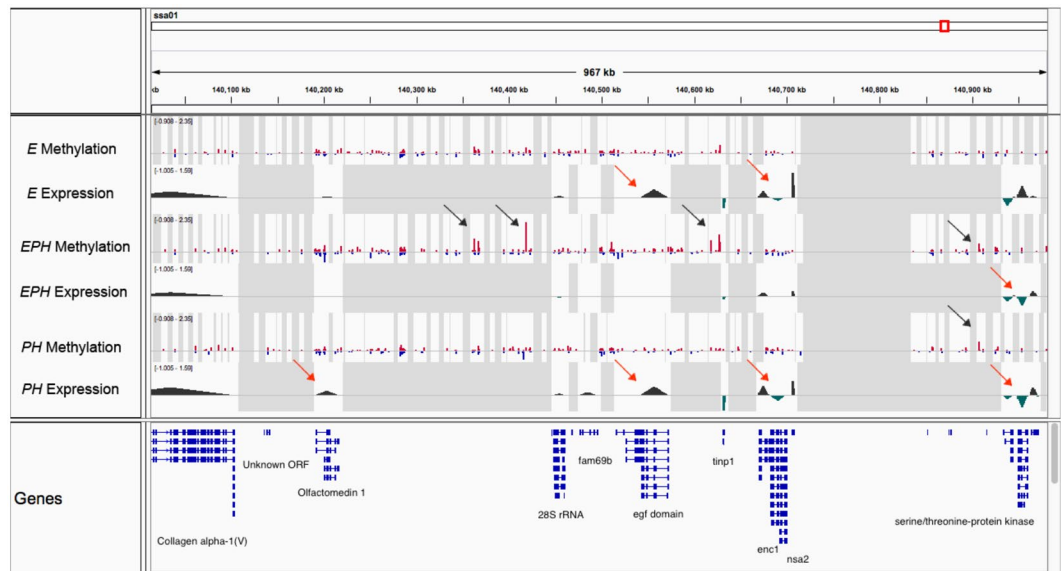 ssa01
967 kb
kb 140,100 kb 140,200 kb 140,300 kb 140,400 kb 140,500 kb 140,600 kb 140,700 kb 140,800 kb 140,900 kb
[-0.908 - 2.35]
E Methylation
[-1.005 - 1.59]
E Expression
[-0.908 - 2.35]
EPH Methylation
[-1.005 - 1.59]
EPH Expression
[-0.908 - 2.35]
PH Methylation
[-1.005 - 1.59]
PH Expression
Genes
Unknown ORF
fam69b
tinp1
Olfactomedin 1
28S rRNA
egf domain
serine/threonine-protein kinase
Collagen alpha-1(V)
enc1
nsa2